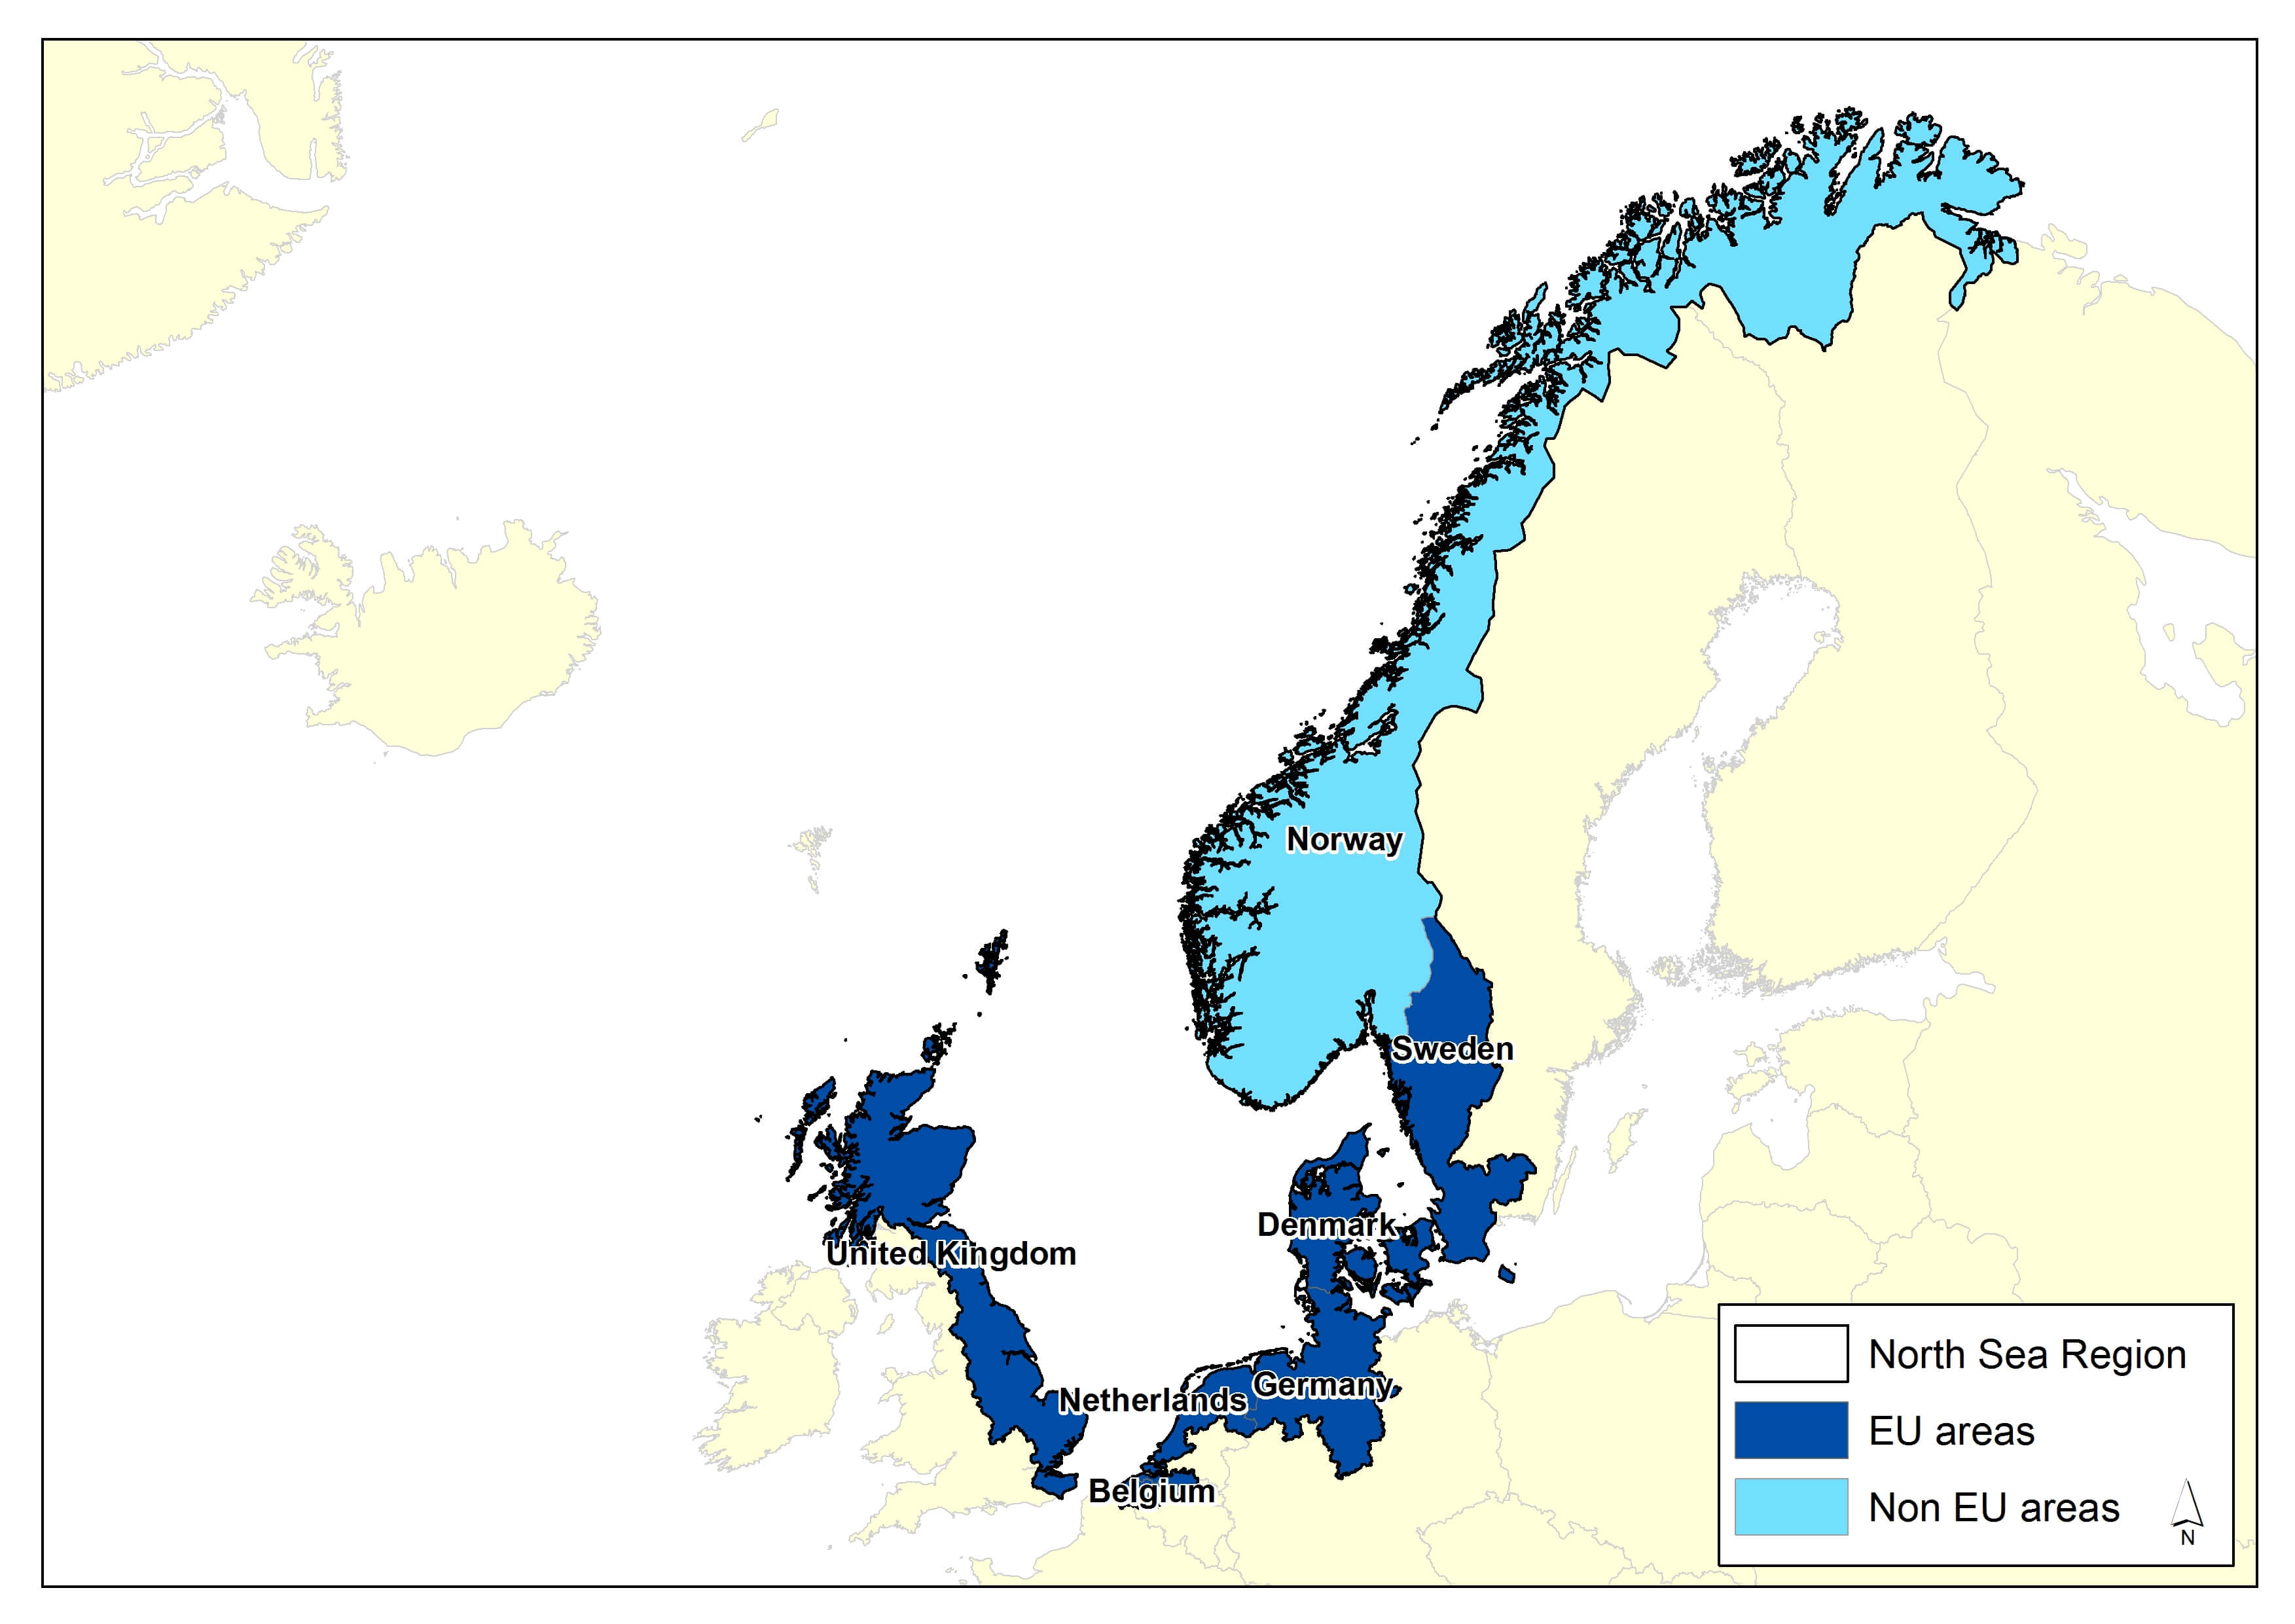 Norway
Sweden
Denmark
United Kingdom
Germany
Netherlands
Belgium
North Sea Region
EU areas
Non EU areas
N